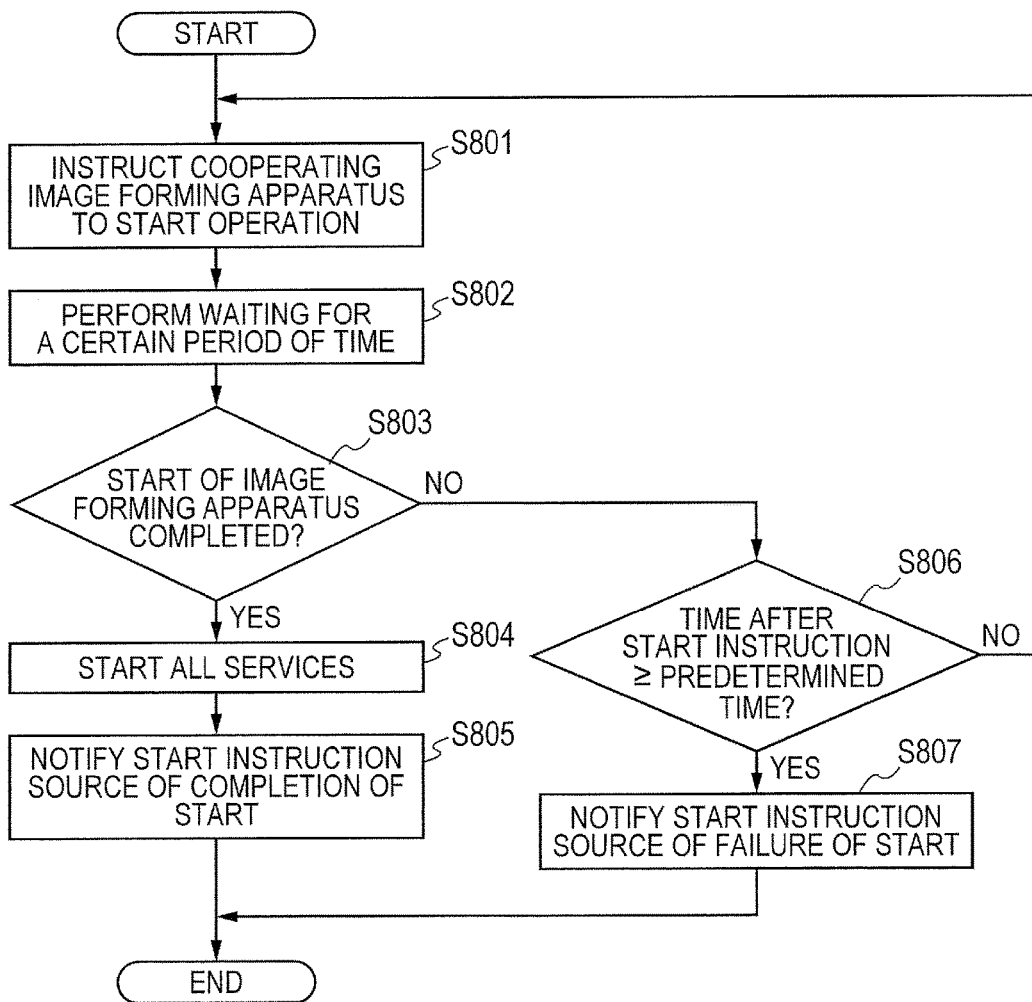 START
S801
INSTRUCT COOPERATING
IMAGE FORMING APPARATUS
TO START OPERATION
S802
PERFORM WAITING FOR
A CERTAIN PERIOD OF TIME
S803
START OF IMAGE
FORMING APPARATUS
COMPLETED?
NO
YES
S804
START ALL SERVICES
S805
NOTIFY START INSTRUCTION
SOURCE OF COMPLETION OF
START
S806
TIME AFTER
START INSTRUCTION
≥ PREDETERMINED
TIME?
NO
YES
S807
NOTIFY START INSTRUCTION
SOURCE OF FAILURE OF START
END